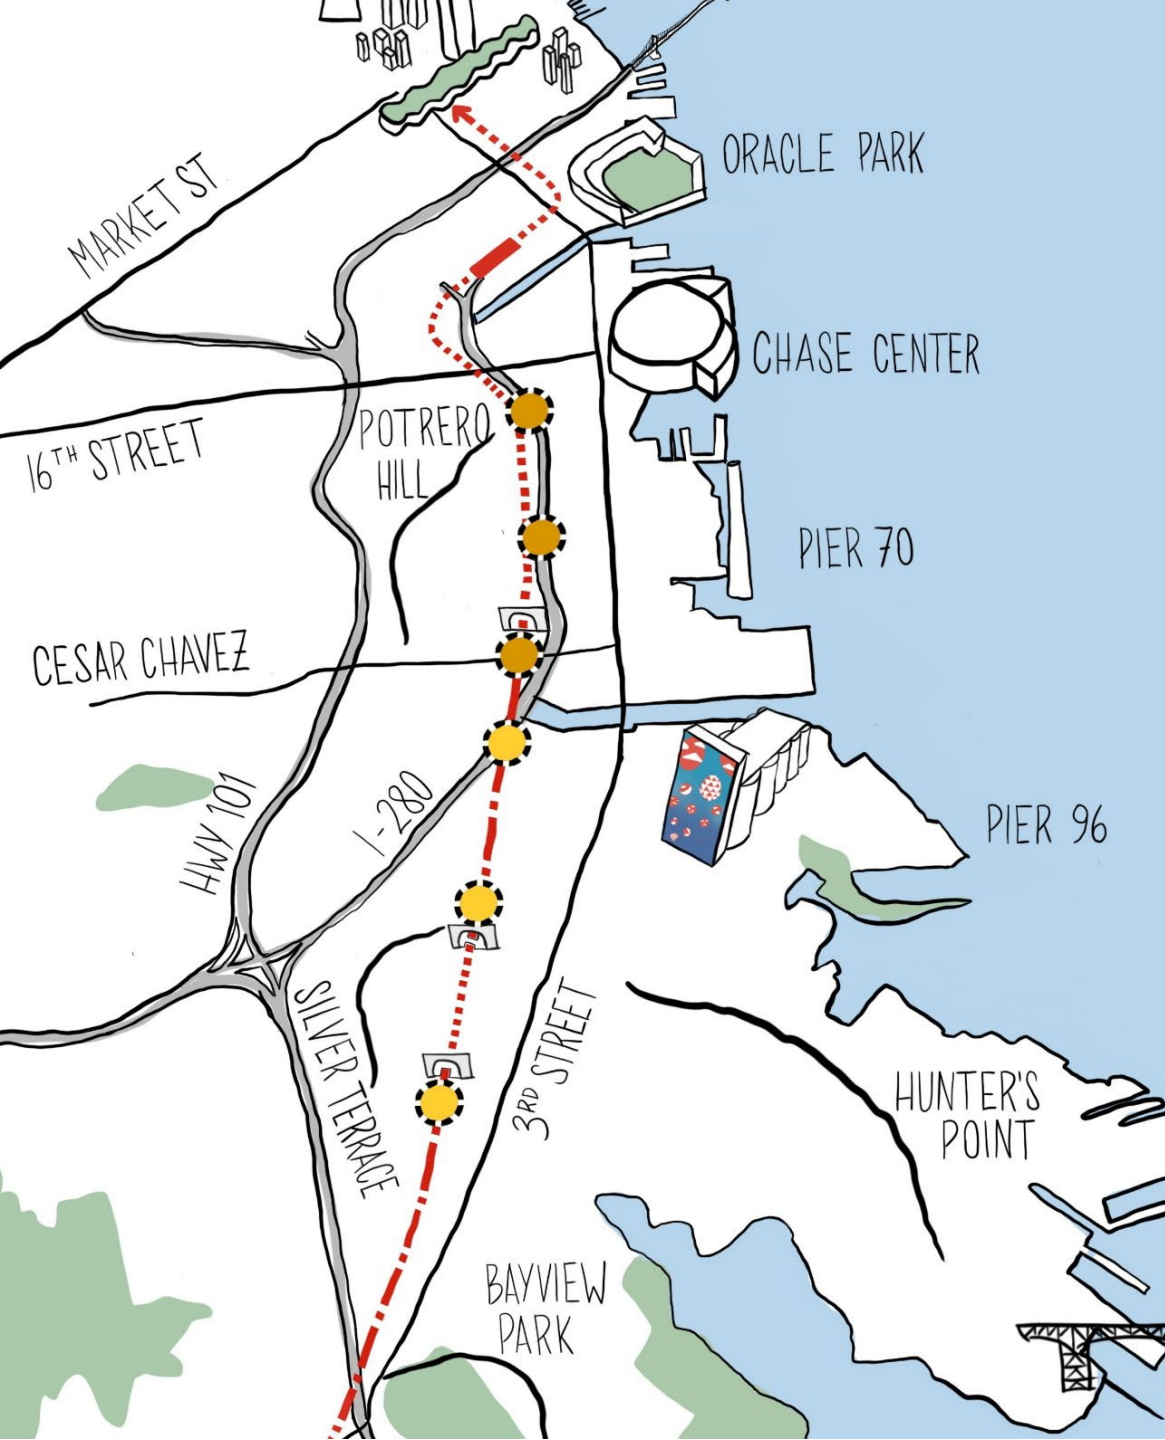 ORACLE PARK
MARKET ST
CHASE CENTER
16TH STREET
POTRERO
HILL
PIER 70
CESAR CHAVEZ
HWY 101
I-280
PIER 96
SILVER TERRACE
3RD STREET
HUNTER'S
POINT
BAYVIEW
PARK